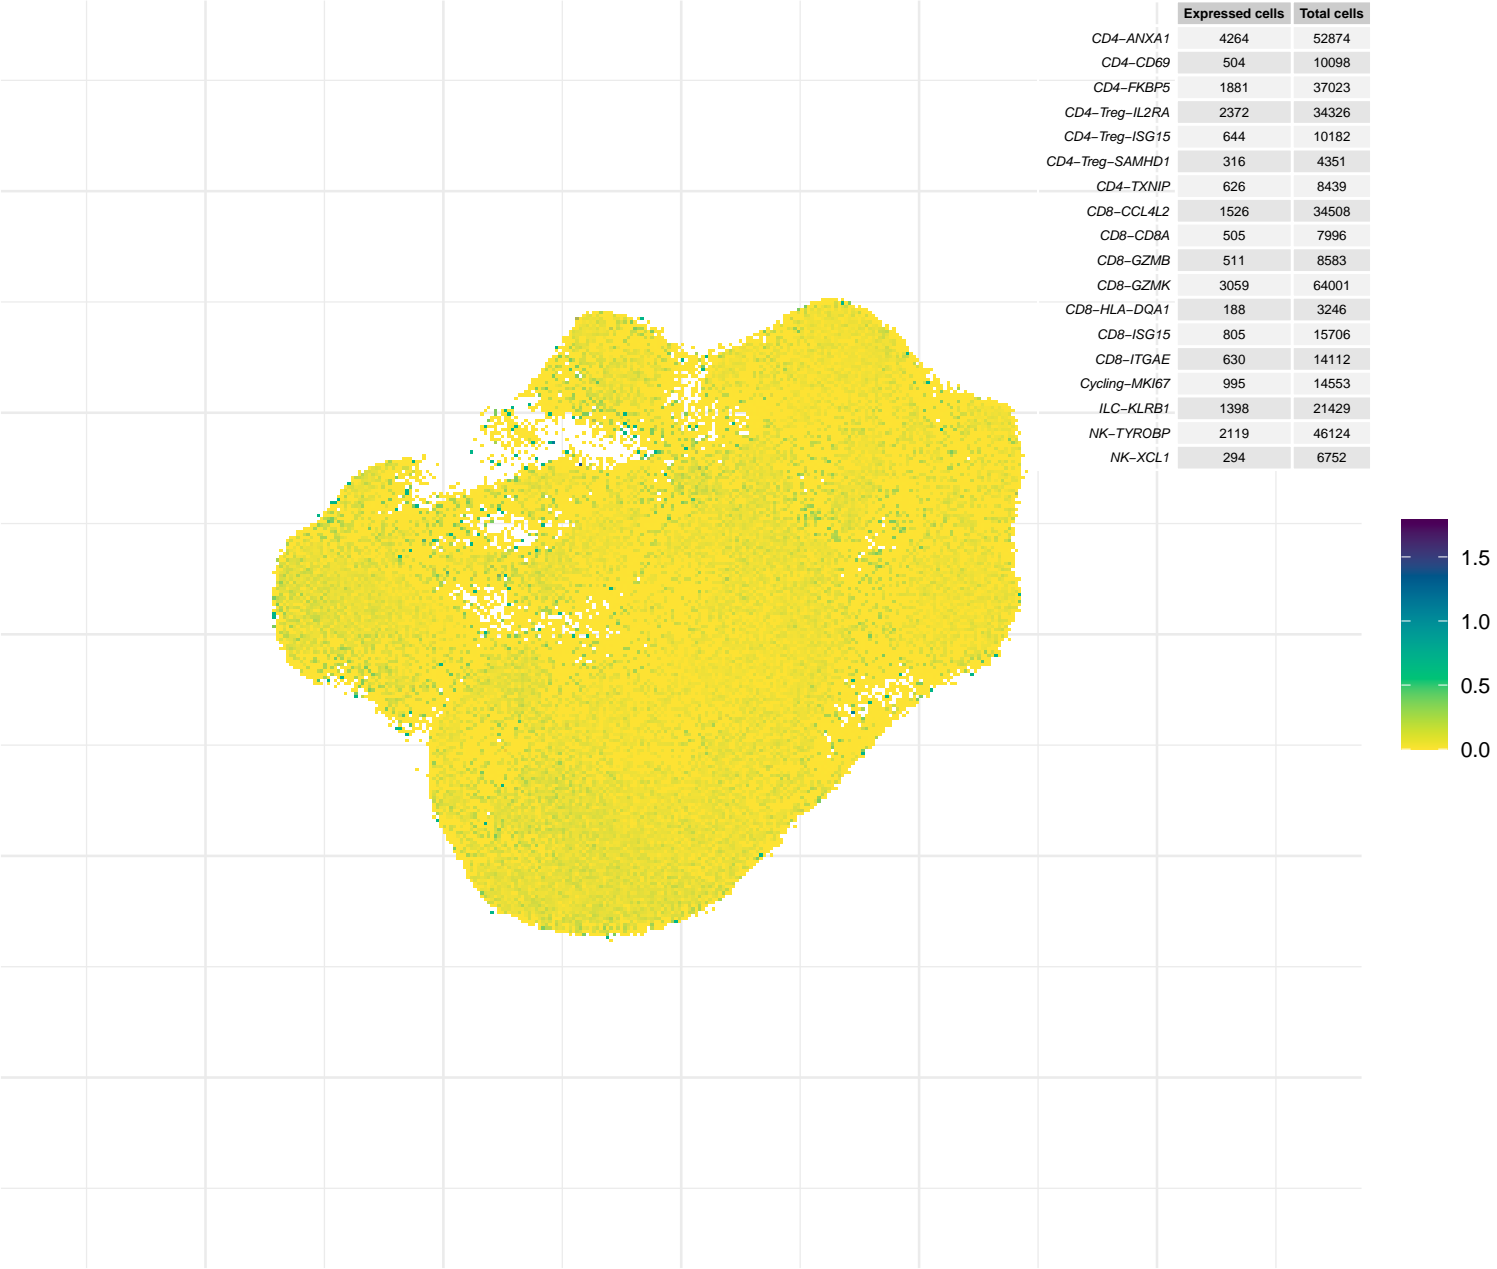 Expressed cells Total cells
CD4−ANXA1 4264 52874
CD4−CD69 504 10098
CD4−FKBP5 1881 37023
CD4−Treg−IL2RA 2372 34326
CD4−Treg−ISG15 644 10182
CD4−Treg−SAMHD1 316 4351
CD4−TXNIP 626 8439
CD8−CCL4L2 1526 34508
CD8−CD8A 505 7996
CD8−GZMB 511 8583
CD8−GZMK 3059 64001
CD8−HLA−DQA1 188 3246
CD8−ISG15 805 15706
CD8−ITGAE 630 14112
Cycling−MKI67 995 14553
ILC−KLRB1 1398 21429
NK−TYROBP 2119 46124
NK−XCL1 294 6752
1.5
1.0
0.5
0.0